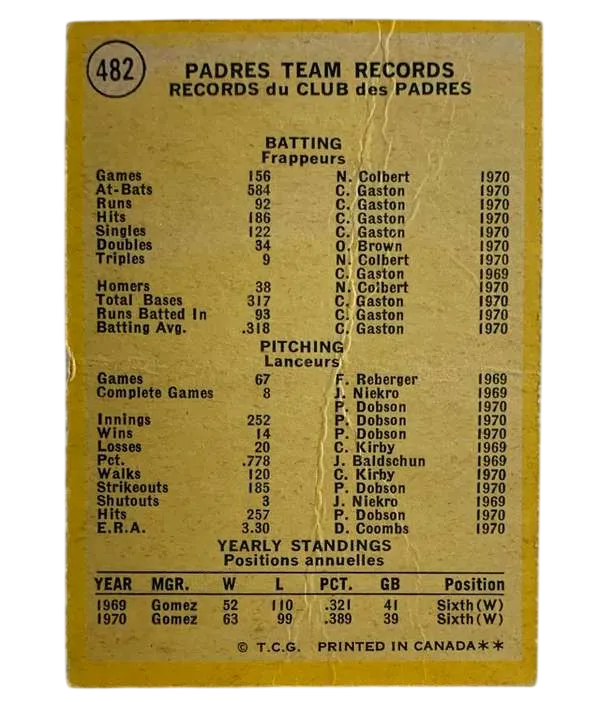 482
PADRES TEAM RECORDS
RECORDS du CLUB des PADRES
BATTING
Frappeurs
Games 156 N. Colbert 1970
At-Bats 584 C. Gaston 1970
Runs 92 C. Gaston 1970
Hits 186 C. Gaston 1970
Singles 122 C. Gaston 1970
Doubles 34 O. Brown 1970
Triples 9 N. Colbert 1970
C. Gaston 1969
Homers 38 N. Colbert 1970
Total Bases 317 C. Gaston 1970
Runs Batted In 93 C. Gaston 1970
Batting Avg. .318 C. Gaston 1970
PITCHING
Lanceurs
Games 67 F. Reberger 1969
Complete Games 8 J. Niekro 1969
P. Dobson 1970
Innings 252 P. Dobson 1970
Wins 14 P. Dobson 1970
Losses 20 C. Kirby 1969
Pct. .778 J. Baldschun 1969
Walks 120 C. Kirby 1970
Strikeouts 185 P. Dobson 1970
Shutouts 3 J. Niekro 1969
Hits 257 P. Dobson 1970
E.R.A. 3.30 D. Coombs 1970
YEARLY STANDINGS
Positions annuelles
YEAR MGR. W L PCT. GB Position
1969 Gomez 52 110 .321 41 Sixth (W)
1970 Gomez 63 99 .389 39 Sixth (W)
© T.C.G. PRINTED IN CANADA**